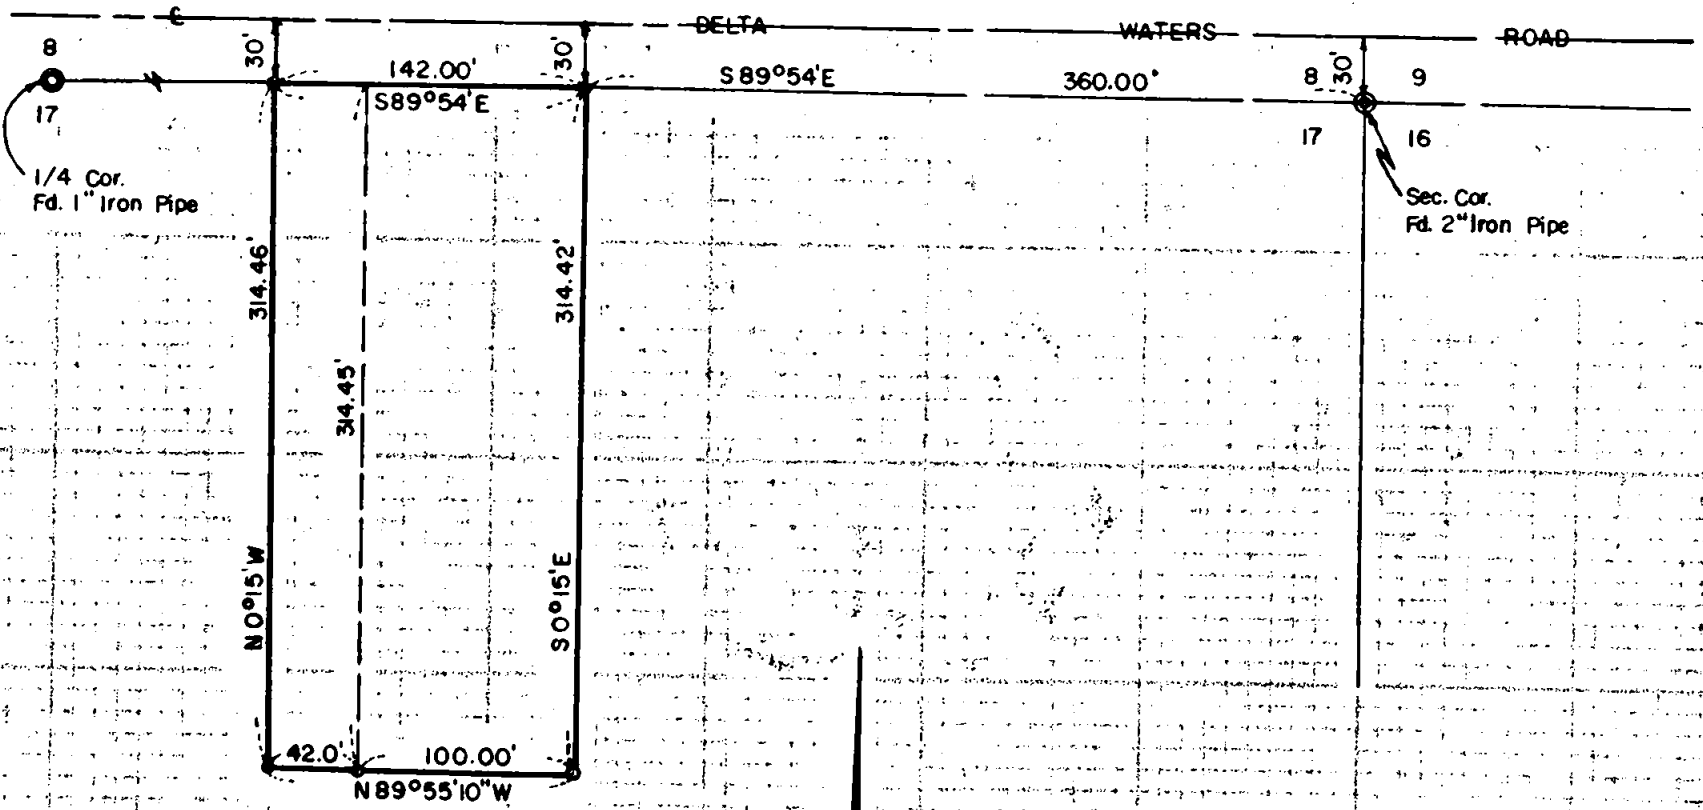 ℄ DELTA WATERS ROAD
8
30'
142.00'
30'
S89°54'E
360.00'
8
30'
9
S89°54'E
17
17
16
1/4 Cor.
Fd. 1" Iron Pipe
Sec. Cor.
Fd. 2" Iron Pipe
314.46'
314.42'
314.45'
N0°15'W
S0°15'E
42.0'
100.00'
N89°55'10"W